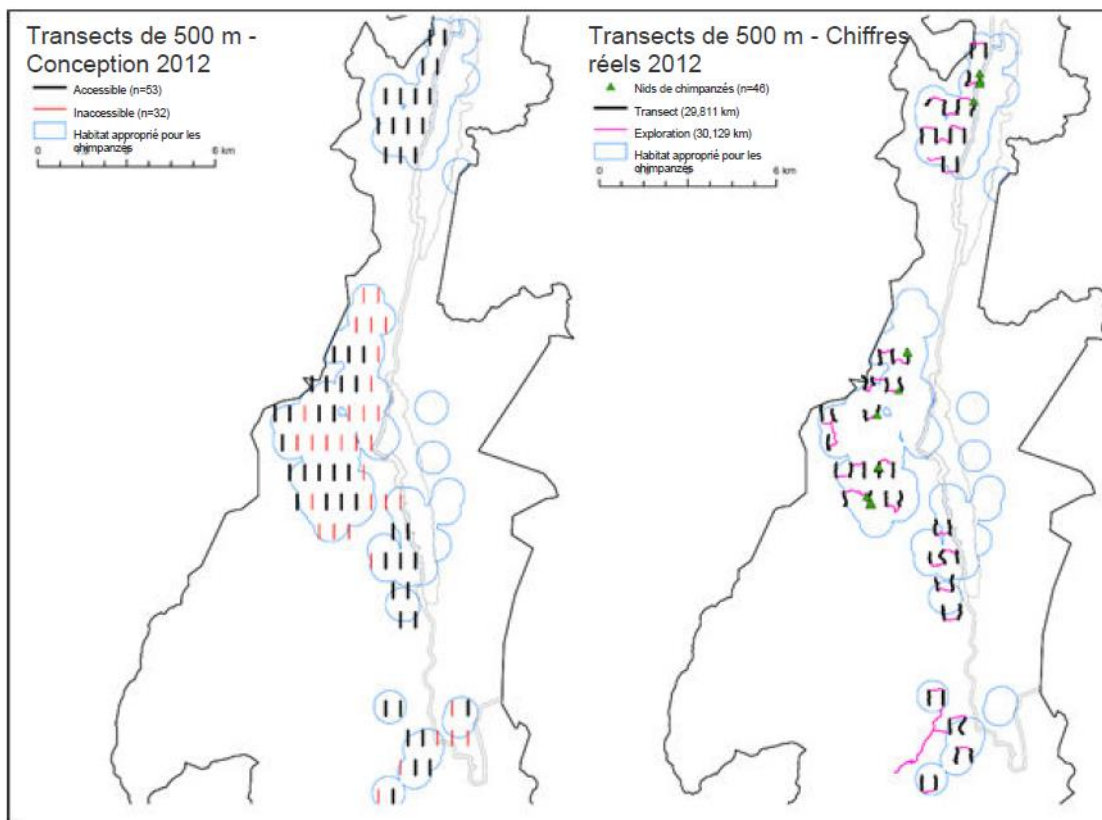 Transects de 500 m -
Conception 2012
Accessible (n=53)
Inaccessible (n=32)
Habitat approprié pour les
chimpanzés
0
6 km
Transects de 500 m - Chiffres
réels 2012
Nids de chimpanzés (n=46)
Transect (29,811 km)
Exploration (30,129 km)
Habitat approprié pour les
chimpanzés
0
6 km